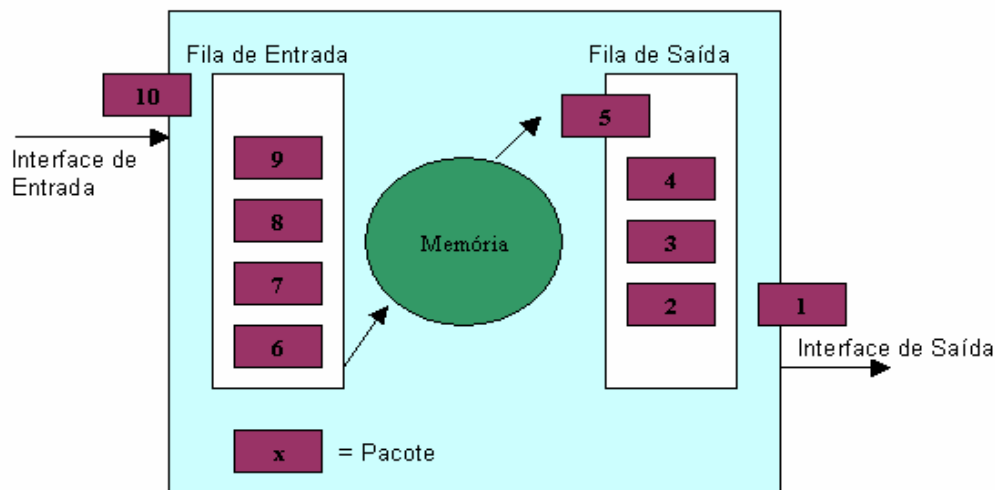 Fila de Entrada
Fila de Saída
10
Interface de
Entrada
9
8
7
6
Memória
5
4
3
2
1
Interface de Saída
x = Pacote